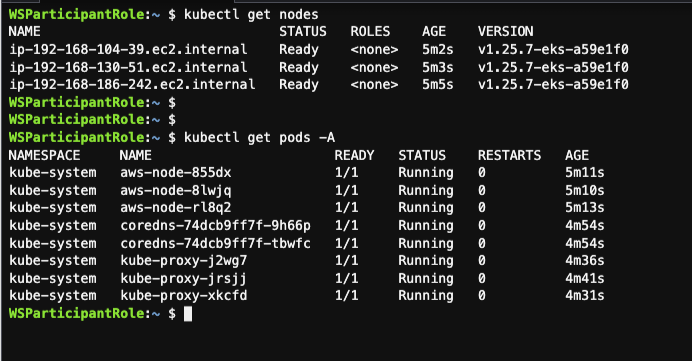 WSParticipantRole:~ $ kubectl get nodes
NAME STATUS ROLES AGE VERSION
ip-192-168-104-39.ec2.internal Ready <none> 5m2s v1.25.7-eks-a59e1f0
ip-192-168-130-51.ec2.internal Ready <none> 5m3s v1.25.7-eks-a59e1f0
ip-192-168-186-242.ec2.internal Ready <none> 5m5s v1.25.7-eks-a59e1f0
WSParticipantRole:~ $
WSParticipantRole:~ $
WSParticipantRole:~ $ kubectl get pods -A
NAMESPACE NAME READY STATUS RESTARTS AGE
kube-system aws-node-855dx 1/1 Running 0 5m11s
kube-system aws-node-8lwjq 1/1 Running 0 5m10s
kube-system aws-node-rl8q2 1/1 Running 0 5m13s
kube-system coredns-74dcb9ff7f-9h66p 1/1 Running 0 4m54s
kube-system coredns-74dcb9ff7f-tbwfc 1/1 Running 0 4m54s
kube-system kube-proxy-j2wg7 1/1 Running 0 4m36s
kube-system kube-proxy-jrsjj 1/1 Running 0 4m41s
kube-system kube-proxy-xkcfd 1/1 Running 0 4m31s
WSParticipantRole:~ $